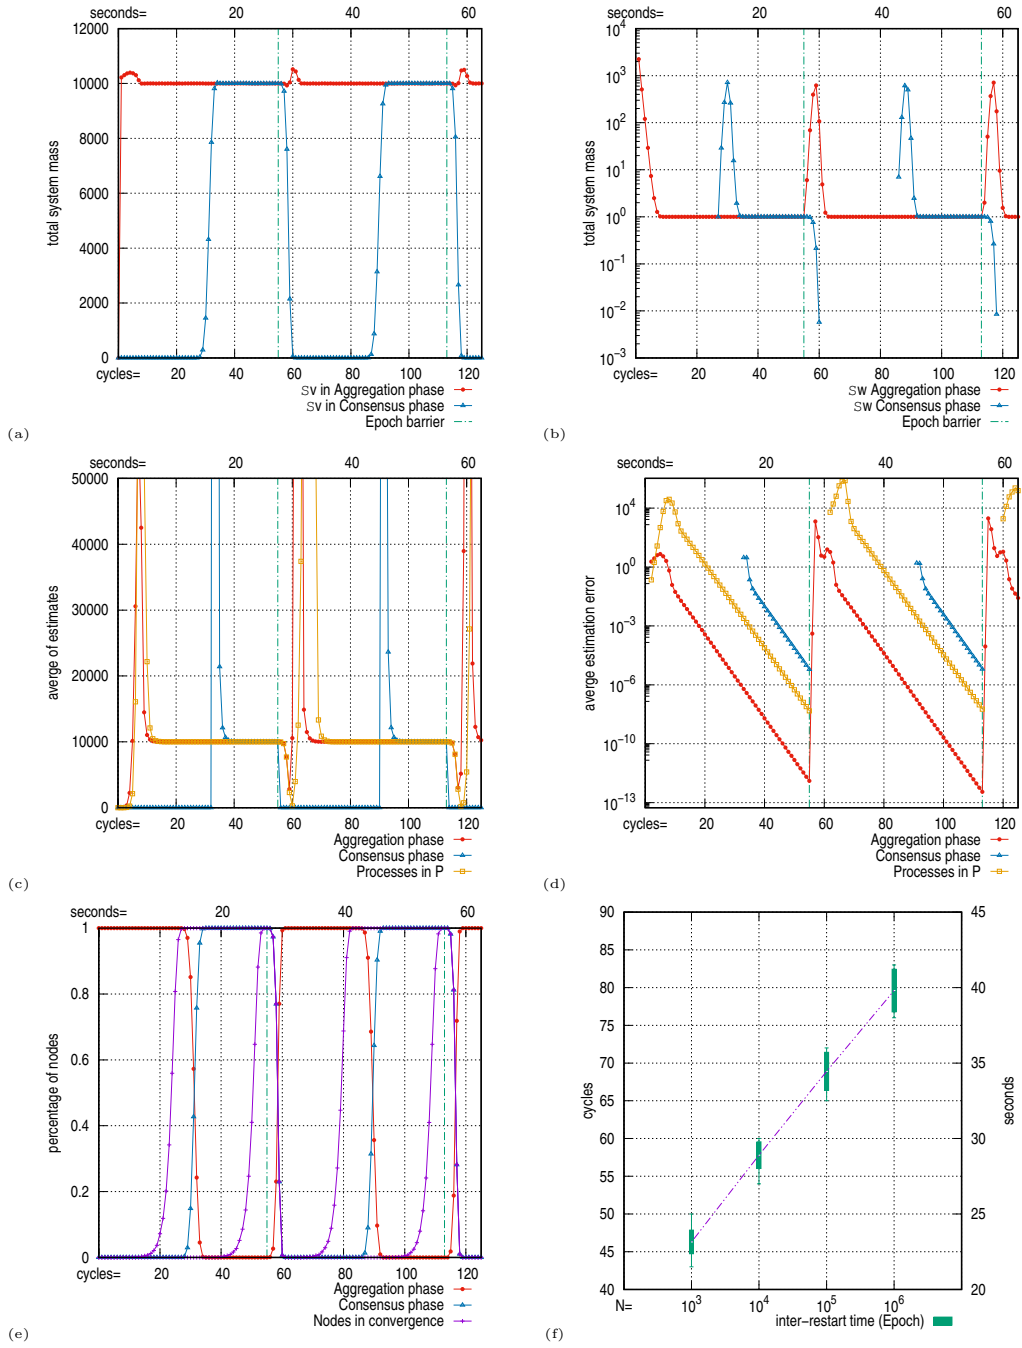 seconds= 20 40 60
12000
10000
8000
6000
4000
2000
0
total system mass
cycles= 20 40 60 80 100 120
Sv in Aggregation phase
Sv in Consensus phase
Epoch barrier
(a)
seconds= 20 40 60
10^4
10^3
10^2
10^1
10^0
10^−1
10^−2
10^−3
total system mass
cycles= 20 40 60 80 100 120
Sw Aggregation phase
Sw Consensus phase
Epoch barrier
(b)
seconds= 20 40 60
50000
40000
30000
20000
10000
0
averge of estimates
cycles= 20 40 60 80 100 120
Aggregation phase
Consensus phase
Processes in P
(c)
seconds= 20 40 60
10^4
10^0
10^−3
10^−6
10^−10
10^−13
averge estimation error
cycles= 20 40 60 80 100 120
Aggregation phase
Consensus phase
Processes in P
(d)
seconds= 20 40 60
1
0.8
0.6
0.4
0.2
0
percentage of nodes
cycles= 20 40 60 80 100 120
Aggregation phase
Consensus phase
Nodes in convergence
(e)
90 45
85
80 40
75
70 35
65
60 30
55
50 25
45
40 20
cycles
seconds
N= 10^3 10^4 10^5 10^6
inter−restart time (Epoch)
(f)